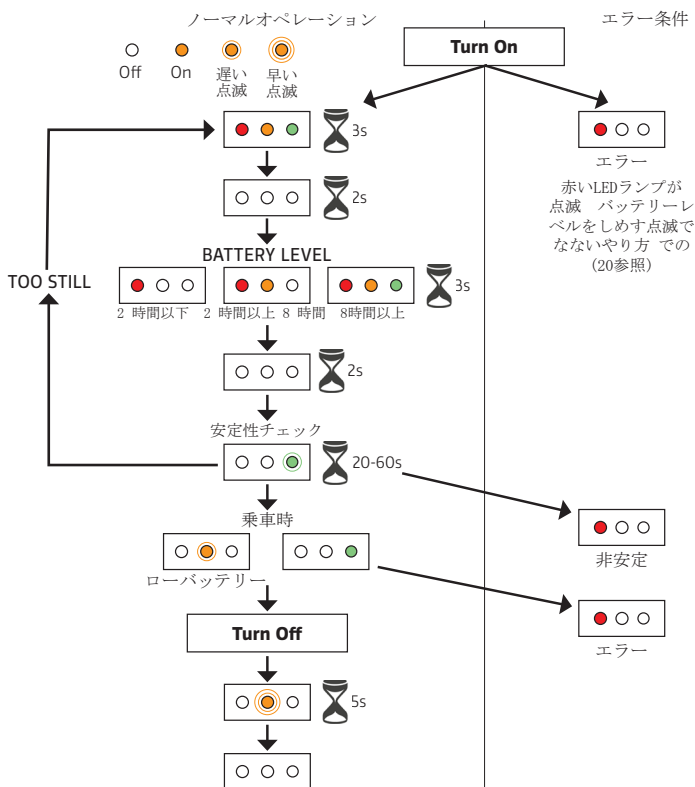 ノーマルオペレーション
エラー条件
Off
On
遅い
点滅
早い
点滅
Turn On
3s
エラー
赤いLEDランプが
点滅　バッテリーレ
ベルをしめす点滅で
なないやり方 での
(20参照)
2s
BATTERY LEVEL
TOO STILL
3s
2 時間以下
2 時間以上 8 時間
8時間以上
2s
安定性チェック
20-60s
乗車時
非安定
ローバッテリー
Turn Off
エラー
5s